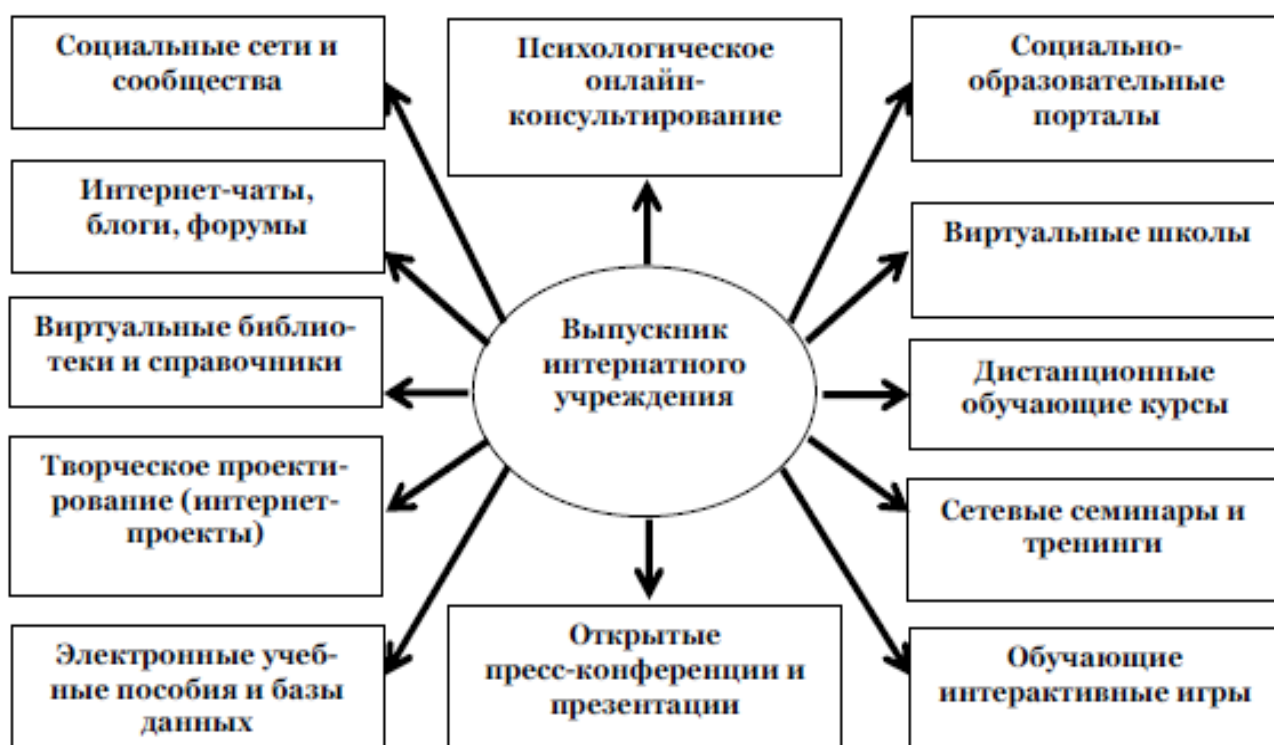 Социальные сети и
сообщества
Психологическое
онлайн-
консультирование
Социально-
образовательные
порталы
Интернет-чаты,
блоги, форумы
Виртуальные школы
Виртуальные библио-
теки и справочники
Выпускник
интернатного
учреждения
Дистанционные
обучающие курсы
Творческое проекти-
рование (интернет-
проекты)
Сетевые семинары и
тренинги
Электронные учеб-
ные пособия и базы
данных
Открытые
пресс-конференции и
презентации
Обучающие
интерактивные игры